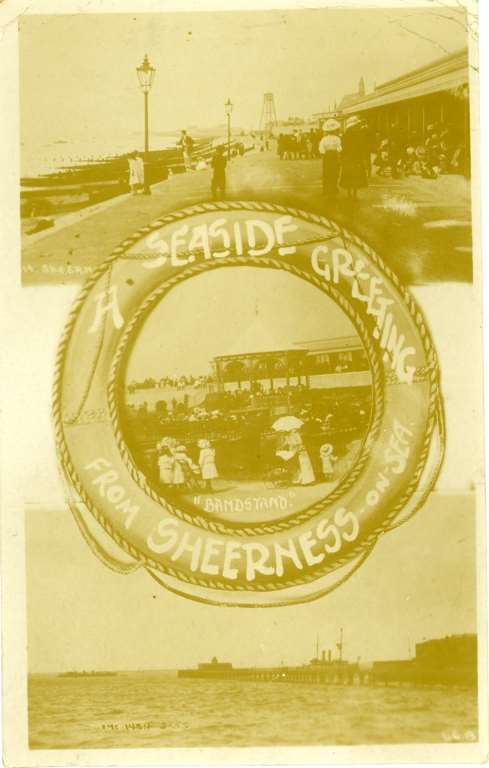 A SEASIDE GREETING
FROM SHEERNESS-ON-SEA.
"BANDSTAND."